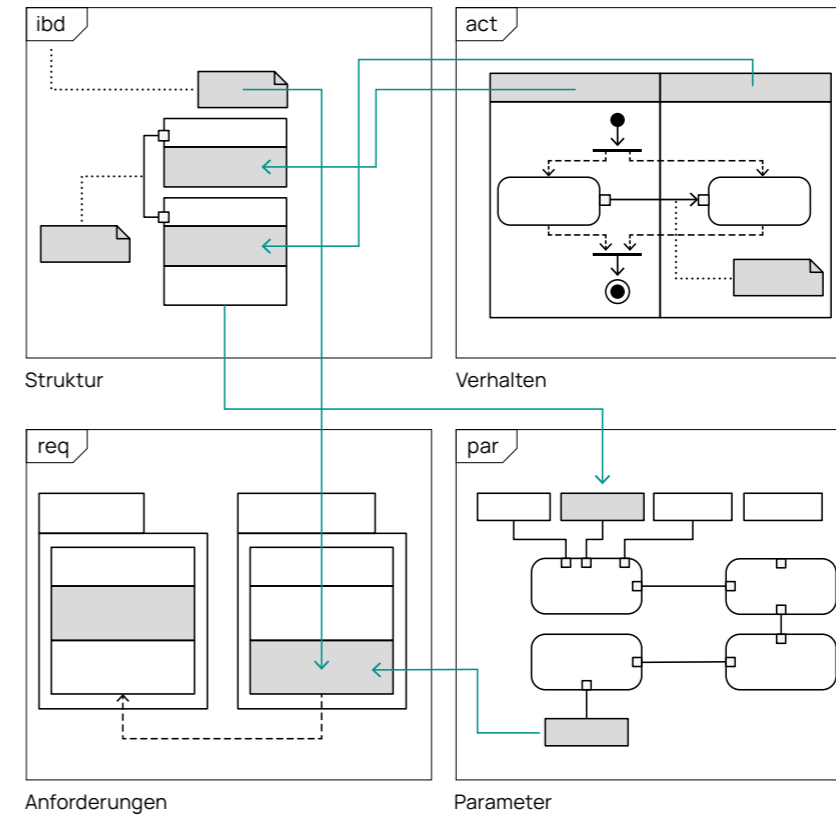 ibd
act
Struktur
Verhalten
req
par
Anforderungen
Parameter